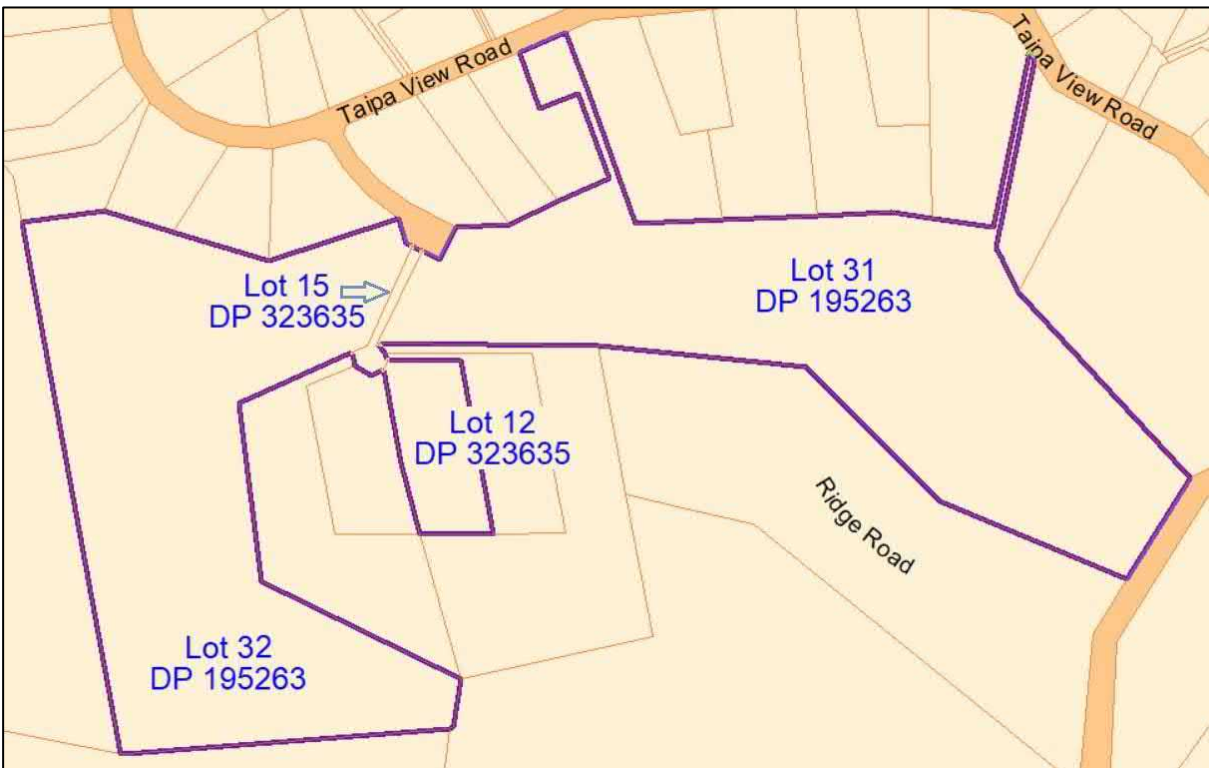 Taipa View Road
Taipa View Road
Lot 15
DP 323635
Lot 31
DP 195263
Lot 12
DP 323635
Ridge Road
Lot 32
DP 195263